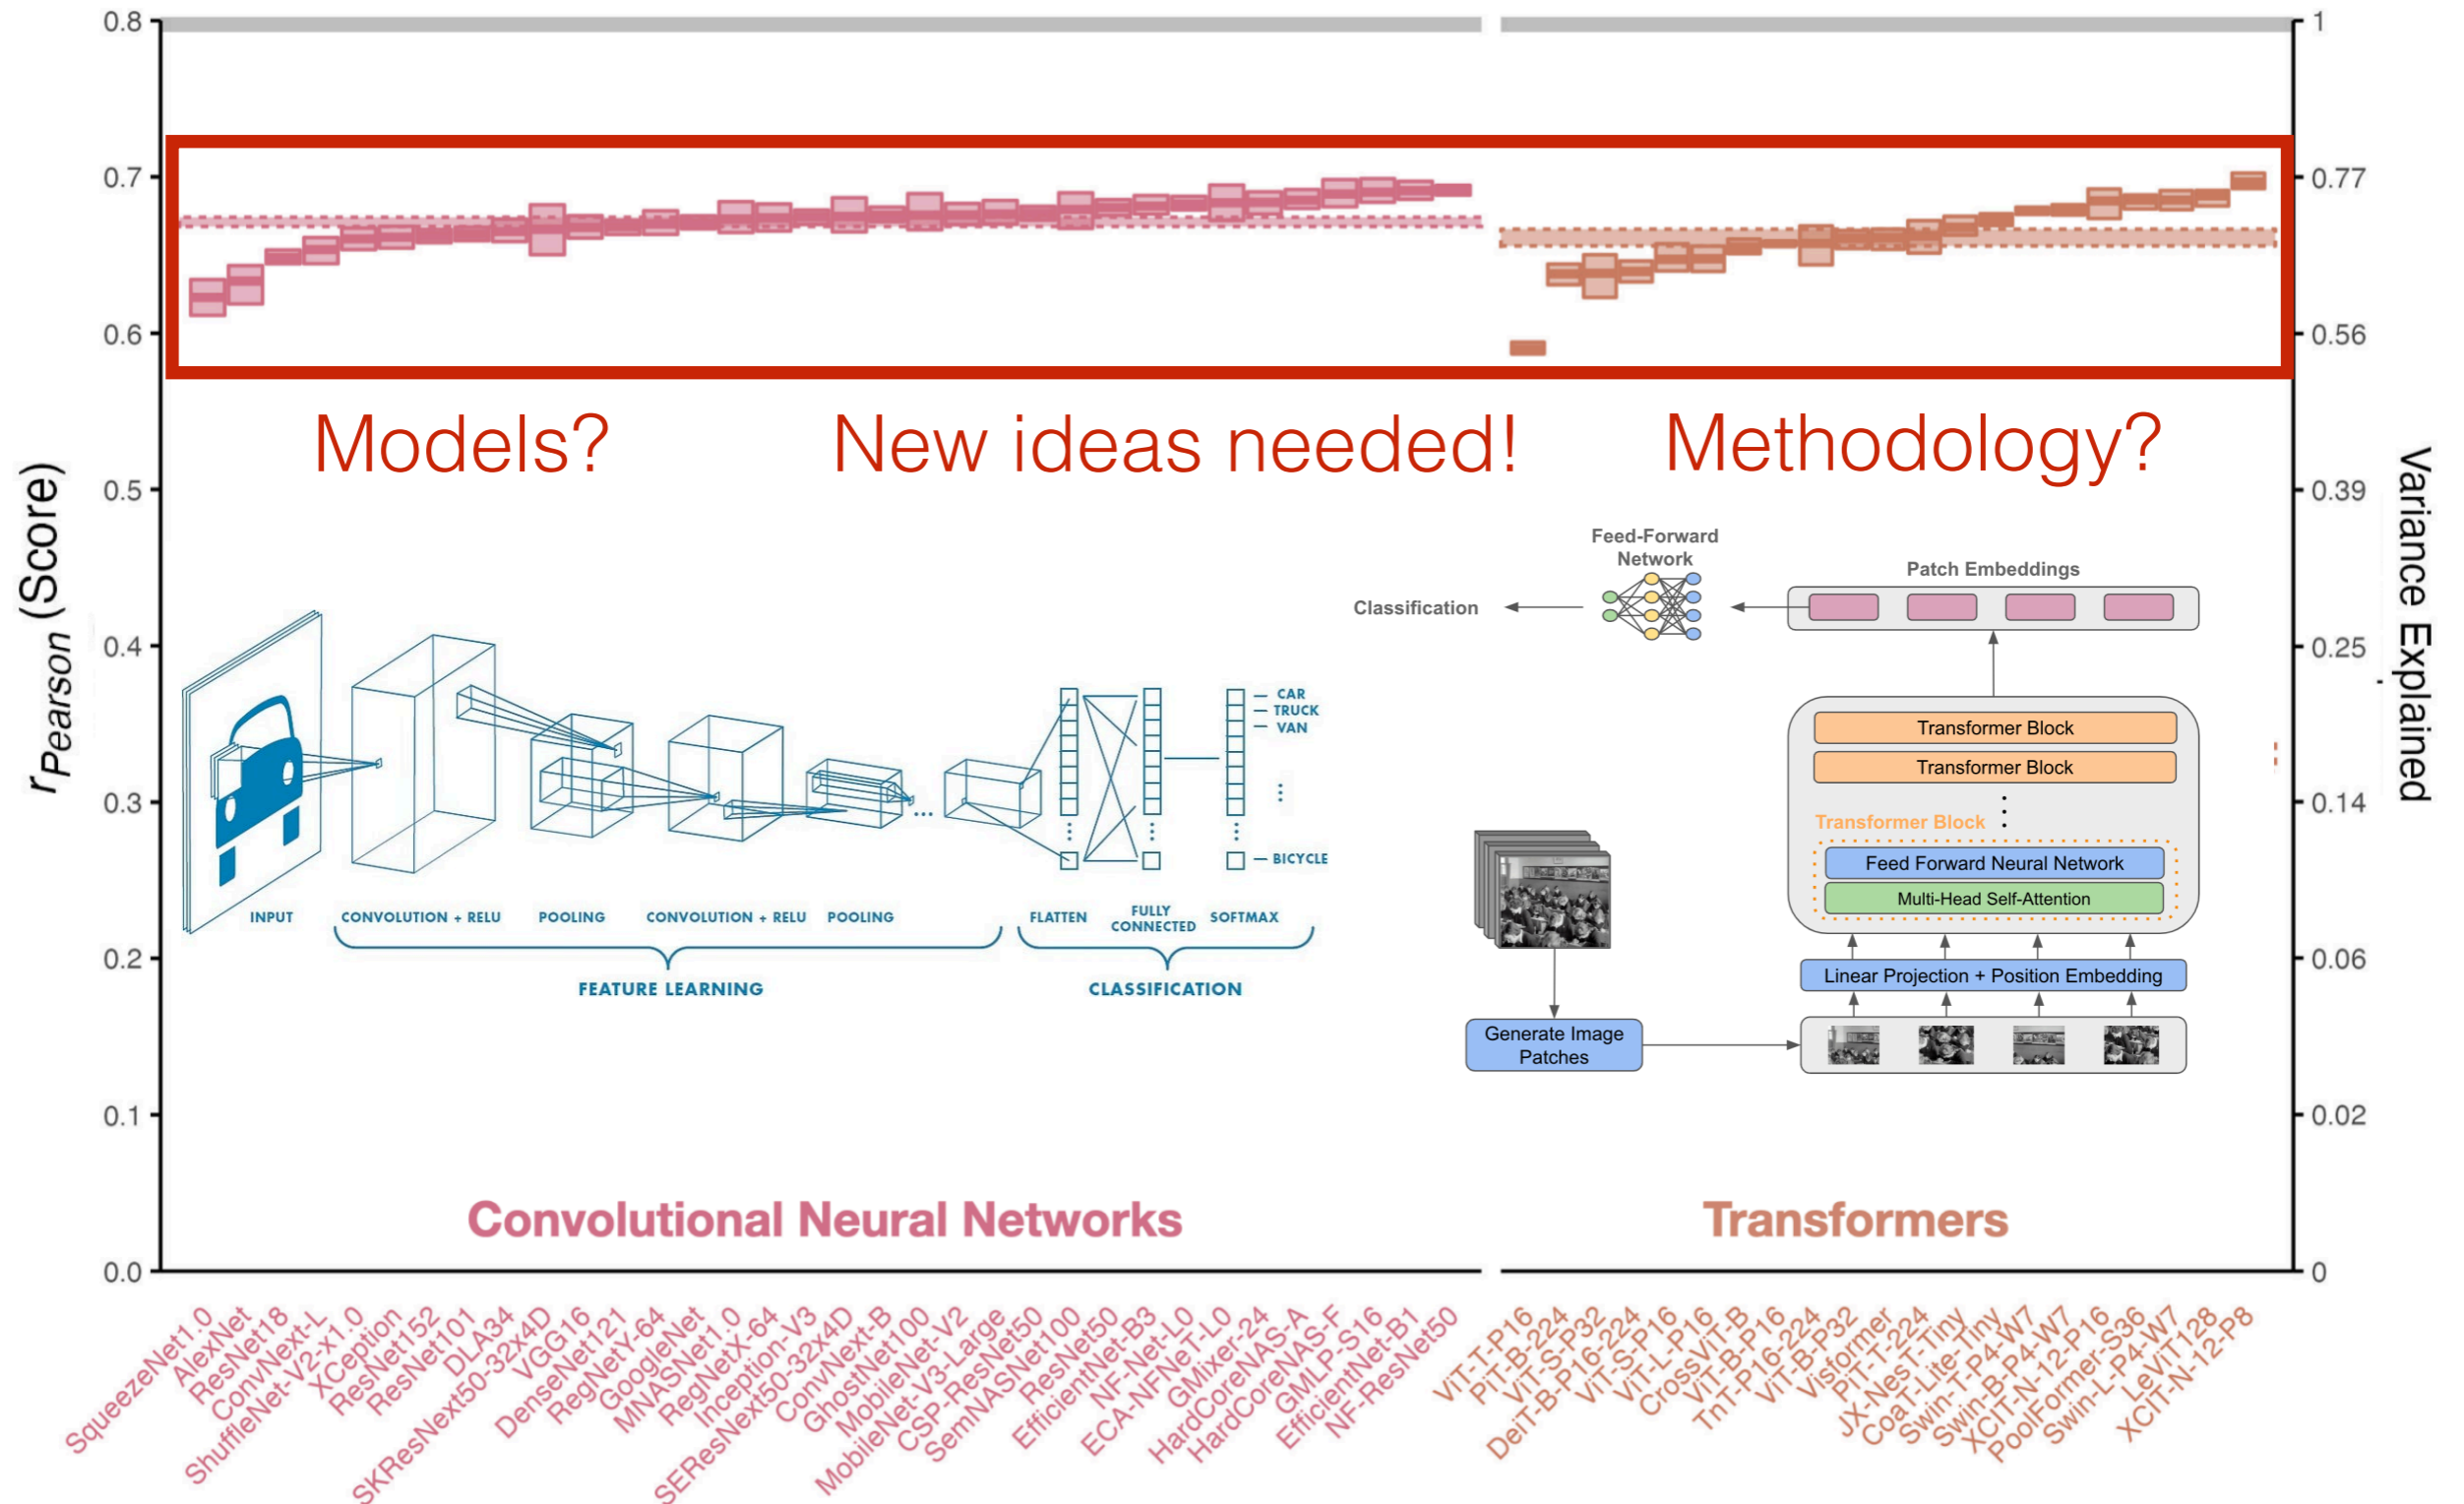 0.8
0.7
0.6
0.5
0.4
0.3
0.2
0.1
0.0
rPearson (Score)
1
0.77
0.56
0.39
0.25
0.14
0.06
0.02
0
Variance Explained
Models?
New ideas needed!
Methodology?
INPUT
CONVOLUTION + RELU
POOLING
CONVOLUTION + RELU
POOLING
...
FLATTEN
FULLY
CONNECTED
SOFTMAX
CAR
TRUCK
VAN
BICYCLE
FEATURE LEARNING
CLASSIFICATION
Feed-Forward
Network
Classification
Patch Embeddings
Transformer Block
Transformer Block
Transformer Block
Feed Forward Neural Network
Multi-Head Self-Attention
Linear Projection + Position Embedding
Generate Image
Patches
Convolutional Neural Networks
Transformers
SqueezeNet1.0
AlexNet
ResNet18
ConvNext-L
ShuffleNet-V2-x1.0
XCeption
ResNet152
ResNet101
DLA34
SKResNext50-32x4D
VGG16
DenseNet121
RegNetY-64
GoogleNet
MNASNet1.0
RegNetX-64
Inception-V3
SEResNext50-32x4D
ConvNext-B
GhostNet100
MobileNet-V2
MobileNet-V3-Large
CSP-ResNet50
SemNASNet100
ResNet50
EfficientNet-B3
NF-Net-L0
ECA-NFNet-L0
GMixer-24
HardCoreNAS-A
HardCoreNAS-F
GMLP-S16
EfficientNet-B1
NF-ResNet50
ViT-T-P16
PiT-B-224
ViT-S-P32
DeiT-B-P16-224
ViT-S-P16
ViT-L-P16
CrossViT-B
ViT-B-P16
TnT-P16-224
ViT-B-P32
Visformer
PiT-T-224
JX-Nest-Tiny
Coat-Lite-Tiny
Swin-T-P4-W7
Swin-B-P4-W7
XCIT-N-12-P16
PoolFormer-S36
Swin-L-P4-W7
LeViT128
XCIT-N-12-P8